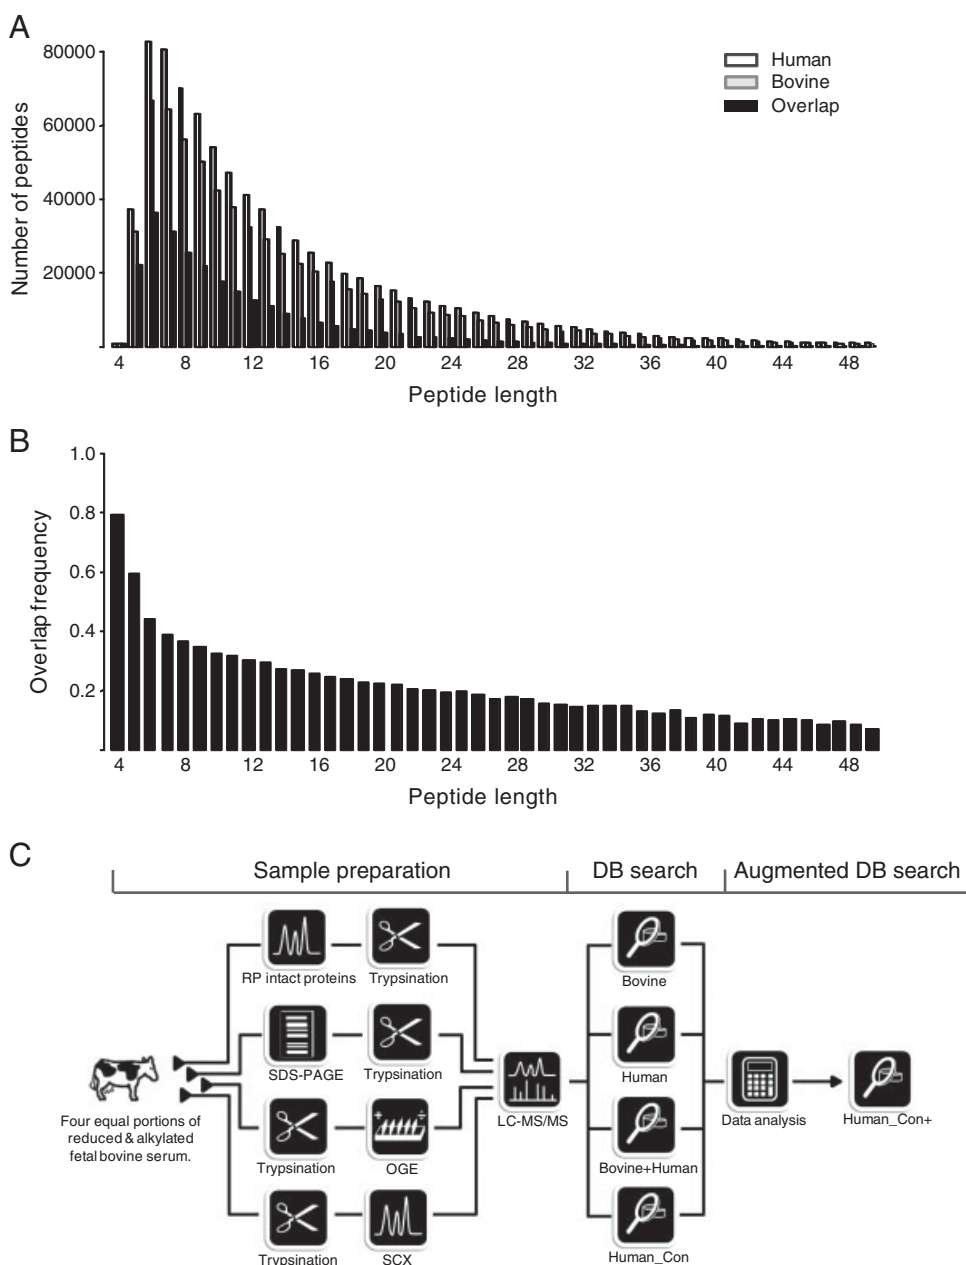 A
80000
60000
40000
20000
Number of peptides
Human
Bovine
Overlap
4 8 12 16 20 24 28 32 36 40 44 48
Peptide length
B
1.0
0.8
0.6
0.4
0.2
Overlap frequency
4 8 12 16 20 24 28 32 36 40 44 48
Peptide length
C
Sample preparation DB search Augmented DB search
RP intact proteins Trypsination
Bovine
SDS-PAGE Trypsination
Human
Four equal portions of
reduced & alkylated
fetal bovine serum.
LC-MS/MS
Data analysis
Human_Con+
Trypsination OGE
Bovine+Human
Trypsination SCX
Human_Con